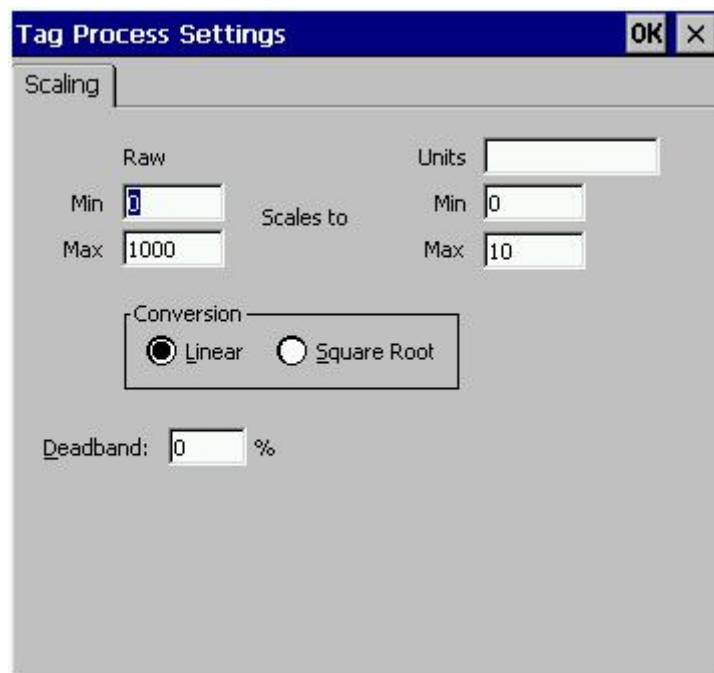 Tag Process Settings OK ×
Scaling
Raw Units
Min 0 Scales to Min 0
Max 1000 Max 10
Conversion
Linear Square Root
Deadband: 0 %